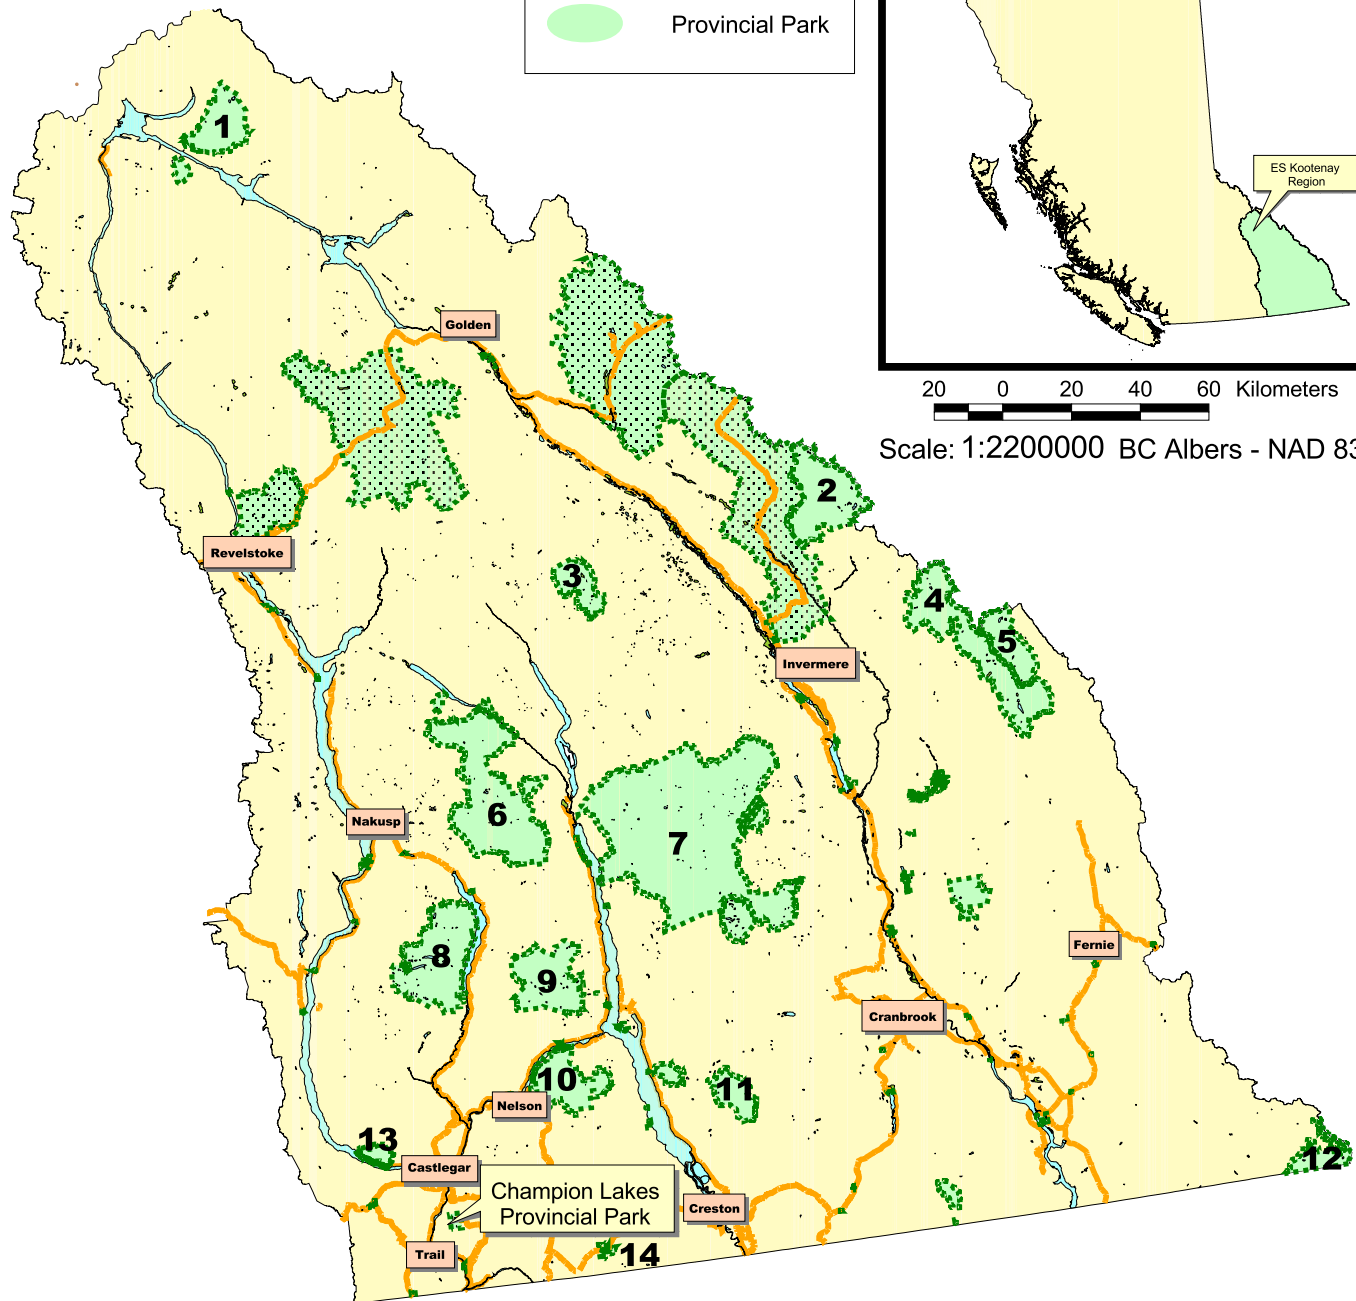 Provincial Park
ES Kootenay
Region
20 0 20 40 60 Kilometers
Scale: 1:2200000 BC Albers - NAD 83
1
Golden
2
Revelstoke
3
4
5
Invermere
6
Nakusp
7
8
9
Fernie
Cranbrook
10
11
Nelson
13
12
Castlegar
Champion Lakes
Provincial Park
Creston
Trail
14